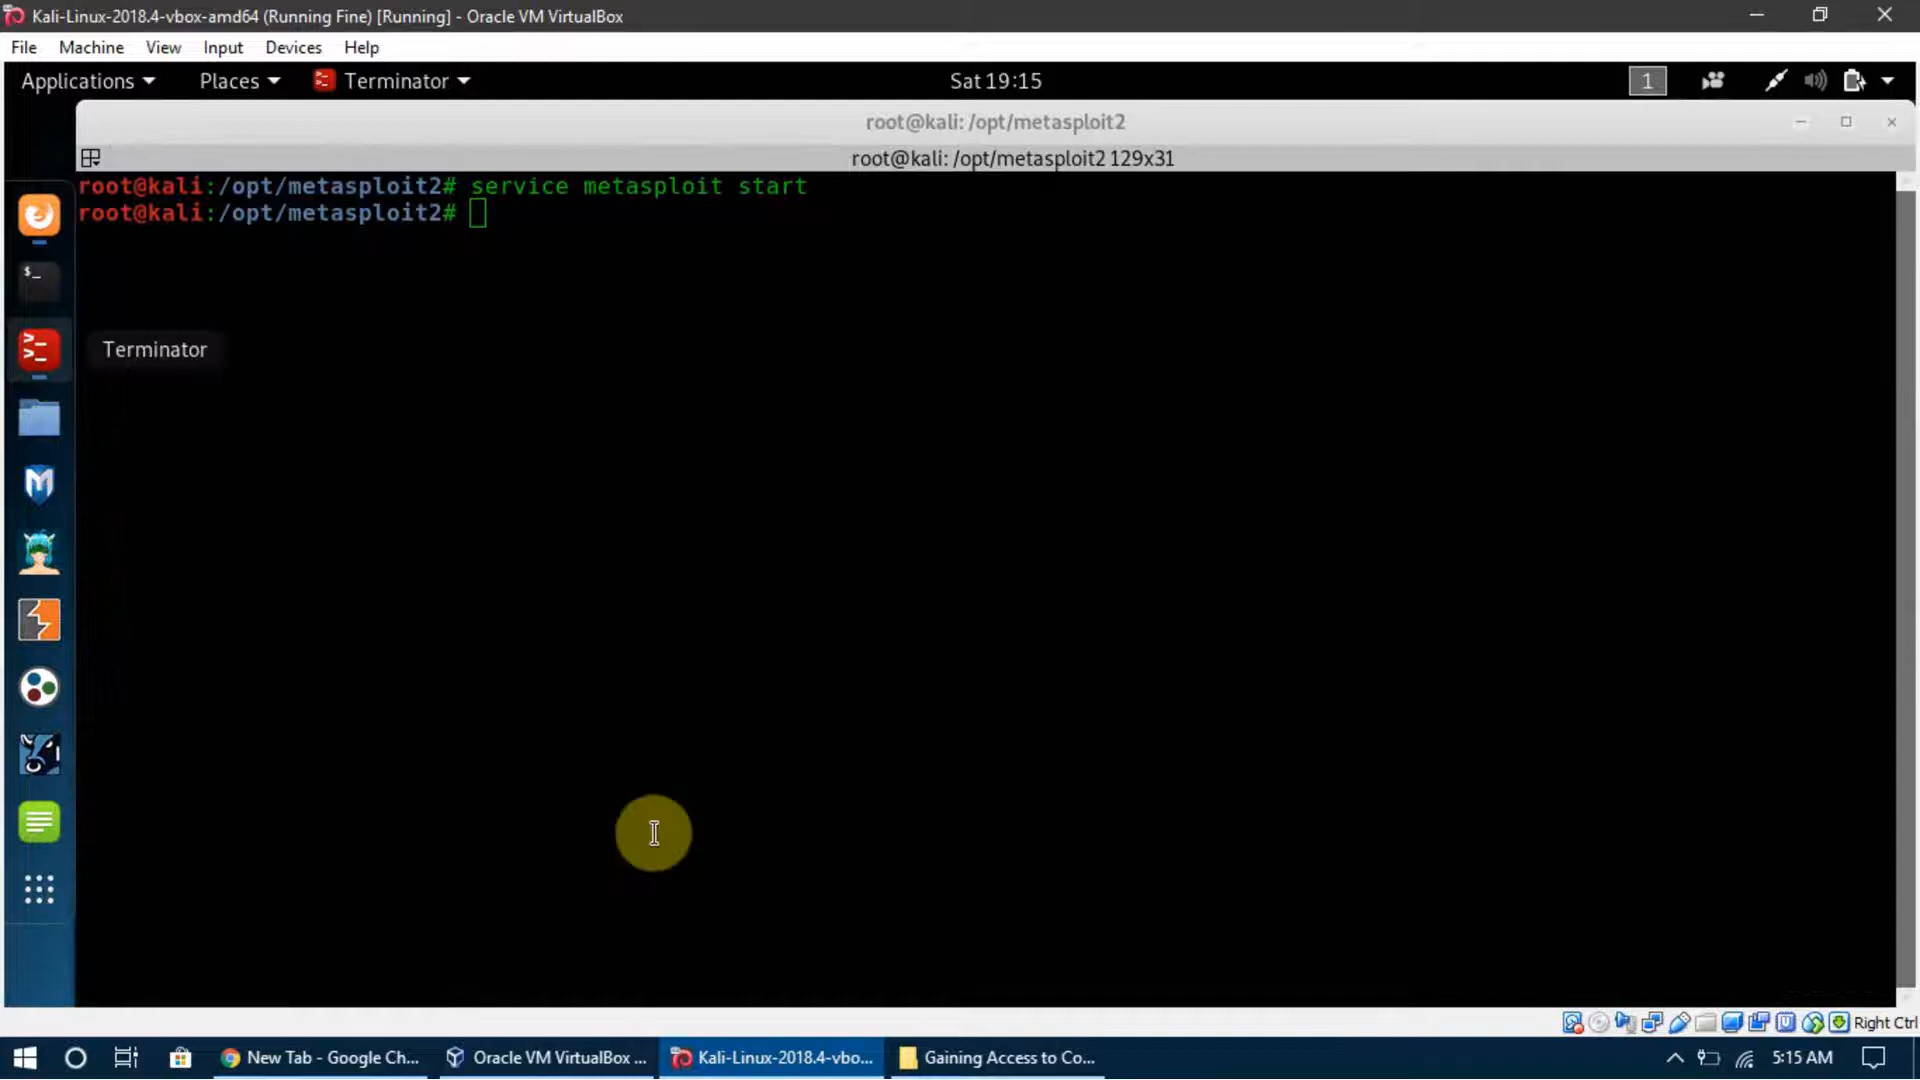 Kali-Linux-2018.4-vbox-amd64 (Running Fine) [Running] - Oracle VM VirtualBox
File Machine View Input Devices Help
Applications Places Terminator Sat 19:15 1
root@kali: /opt/metasploit2
root@kali: /opt/metasploit2 129x31
root@kali:/opt/metasploit2# service metasploit start
root@kali:/opt/metasploit2#
$_
Terminator
Right Ctrl
New Tab - Google Ch... Oracle VM VirtualBox ... Kali-Linux-2018.4-vbo... Gaining Access to Co... 5:15 AM